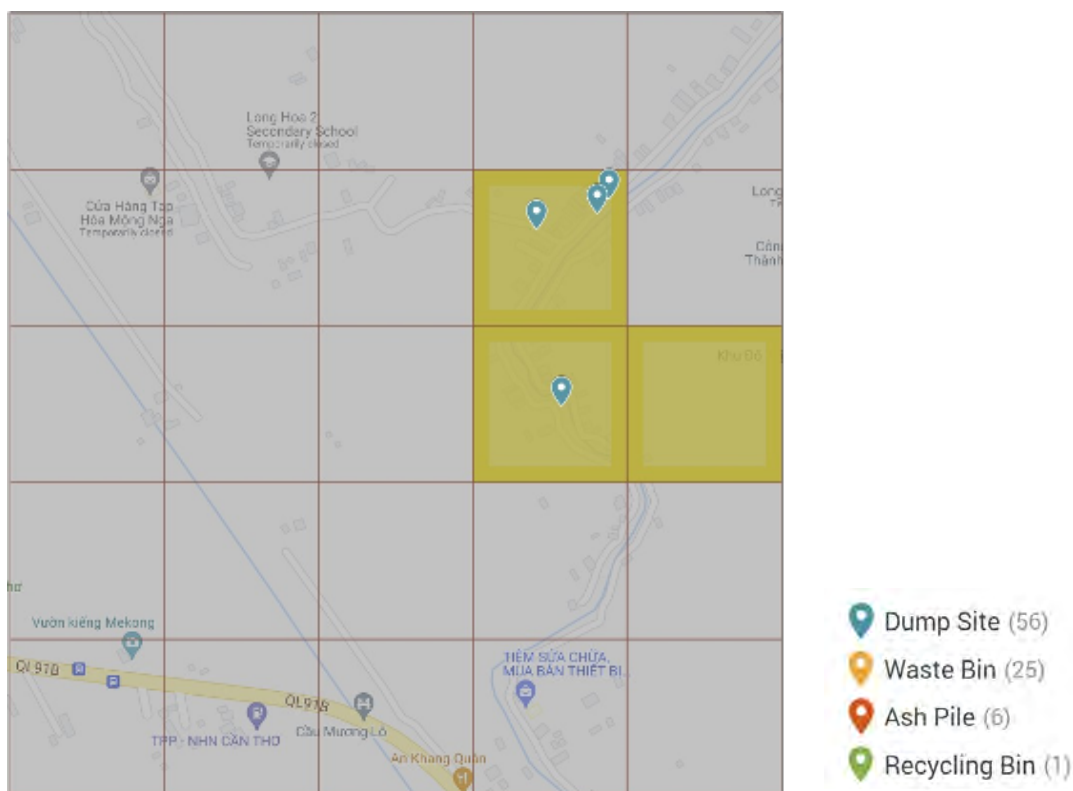 Long Hoa 2
Secondary School
Temporarily closed
Cửa Hàng Tạp
Hóa Mộng Nga
Temporarily closed
Long
Côn
Thành
Khu Đô
Vườn kiểng Mekong
QL91B
QL91B
TIỆM SỬA CHỮA,
MUA BÁN THIẾT BỊ...
TPP - NHN CẦN THƠ
Cầu Mương Lộ
An Khang Quán
Dump Site (56)
Waste Bin (25)
Ash Pile (6)
Recycling Bin (1)